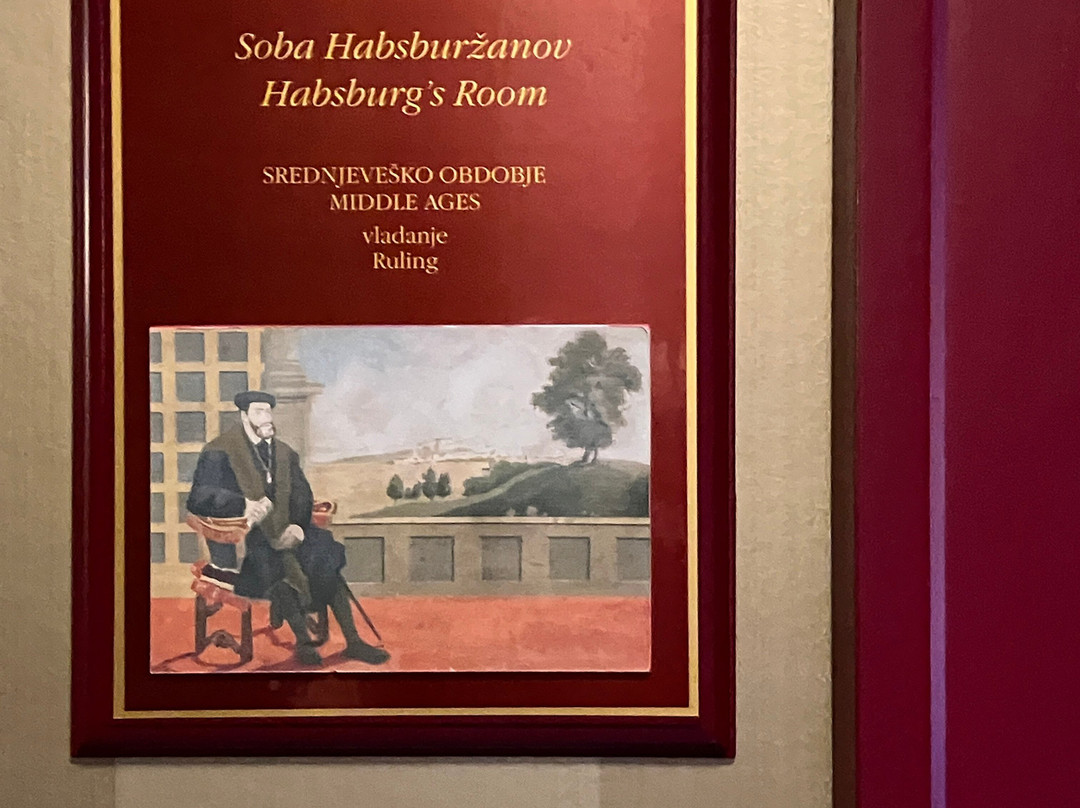 Soba Habsburžanov
Habsburg's Room
SREDNJEVEŠKO OBDOBJE
MIDDLE AGES
vladanje
Ruling